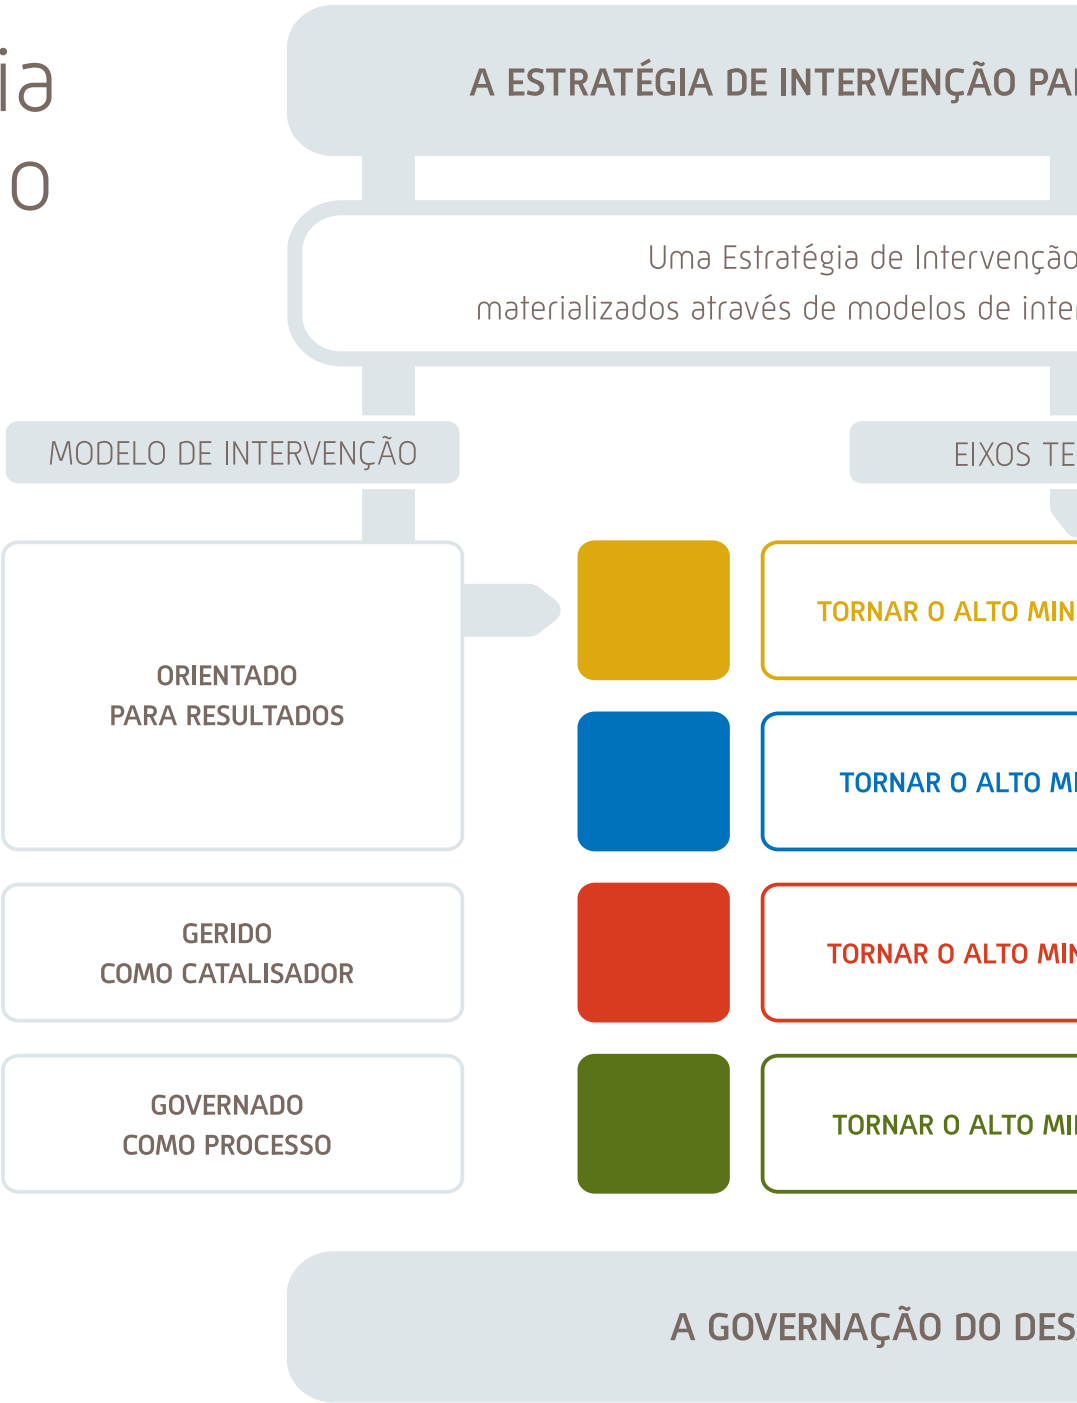 ia
o
A ESTRATÉGIA DE INTERVENÇÃO PA
Uma Estratégia de Intervenção
materializados através de modelos de inte
MODELO DE INTERVENÇÃO
EIXOS TE
ORIENTADO
PARA RESULTADOS
TORNAR O ALTO MIN
TORNAR O ALTO MI
GERIDO
COMO CATALISADOR
TORNAR O ALTO MIN
GOVERNADO
COMO PROCESSO
TORNAR O ALTO MI
A GOVERNAÇÃO DO DES